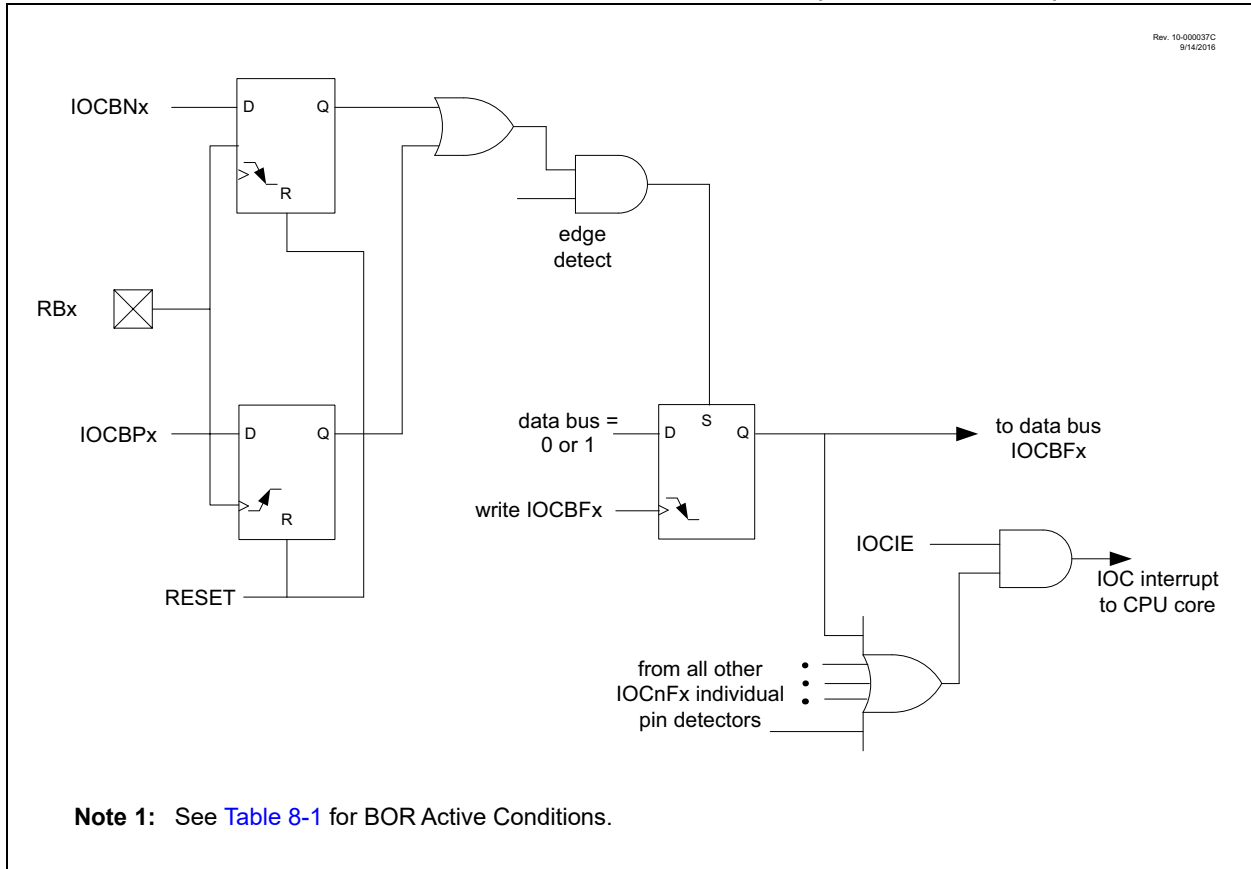 Rev. 10-000037C
9/14/2016
IOCBNx
D
Q
R
edge
detect
RBx
IOCBPx
D
Q
R
RESET
data bus =
0 or 1
D
S
Q
write IOCBFx
to data bus
IOCBFx
IOCIE
IOC interrupt
to CPU core
from all other
IOCnFx individual
pin detectors
Note 1: See Table 8-1 for BOR Active Conditions.